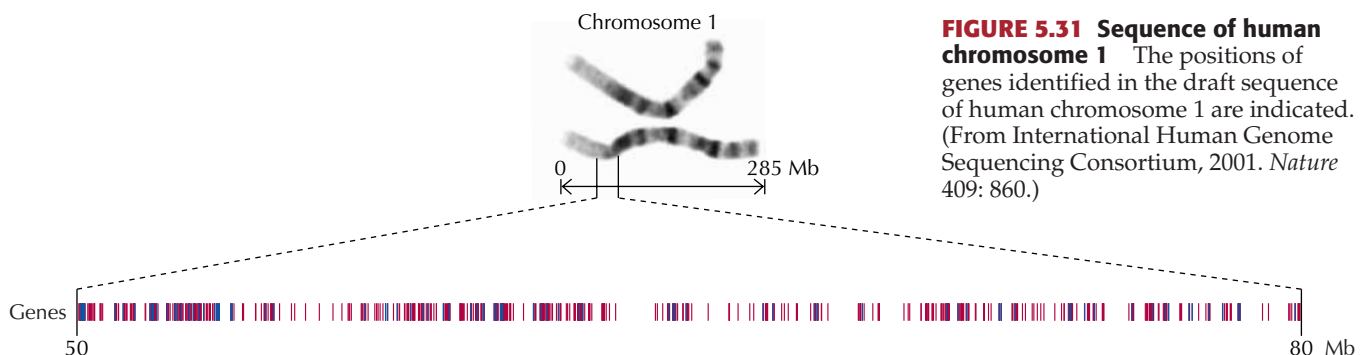 Chromosome 1
0 285 Mb
FIGURE 5.31 Sequence of human
chromosome 1 The positions of
genes identified in the draft sequence
of human chromosome 1 are indicated.
(From International Human Genome
Sequencing Consortium, 2001. Nature
409: 860.)
Genes
50 80 Mb